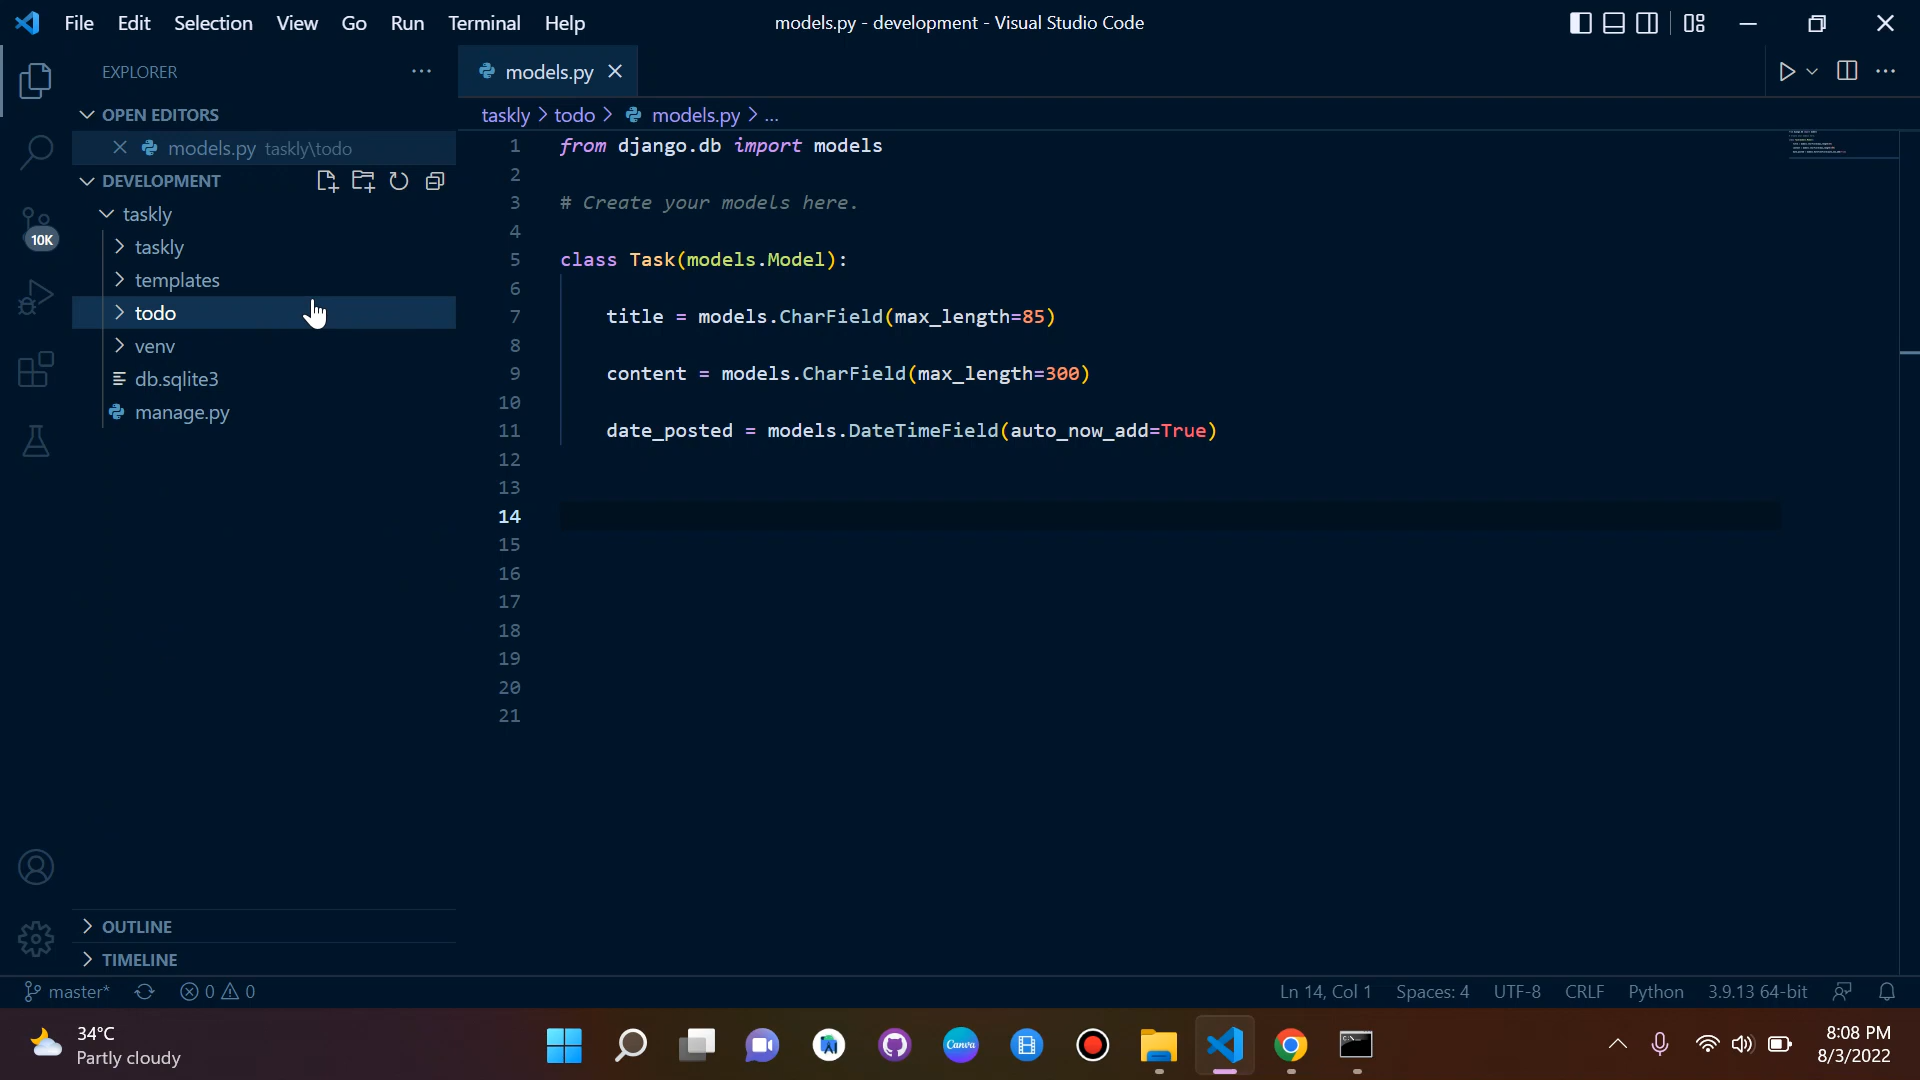 File Edit Selection View Go Run Terminal Help
models.py - development - Visual Studio Code
EXPLORER
OPEN EDITORS
models.py taskly\todo
DEVELOPMENT
taskly
taskly
templates
todo
venv
db.sqlite3
manage.py
10K
OUTLINE
TIMELINE
models.py
taskly > todo > models.py > ...
1 from django.db import models
2
3 # Create your models here.
4
5 class Task(models.Model):
6
7 title = models.CharField(max_length=85)
8
9 content = models.CharField(max_length=300)
10
11 date_posted = models.DateTimeField(auto_now_add=True)
12
13
14
15
16
17
18
19
20
21
master* 0 0
Ln 14, Col 1 Spaces: 4 UTF-8 CRLF Python 3.9.13 64-bit
34°C
Partly cloudy
Canva
8:08 PM
8/3/2022